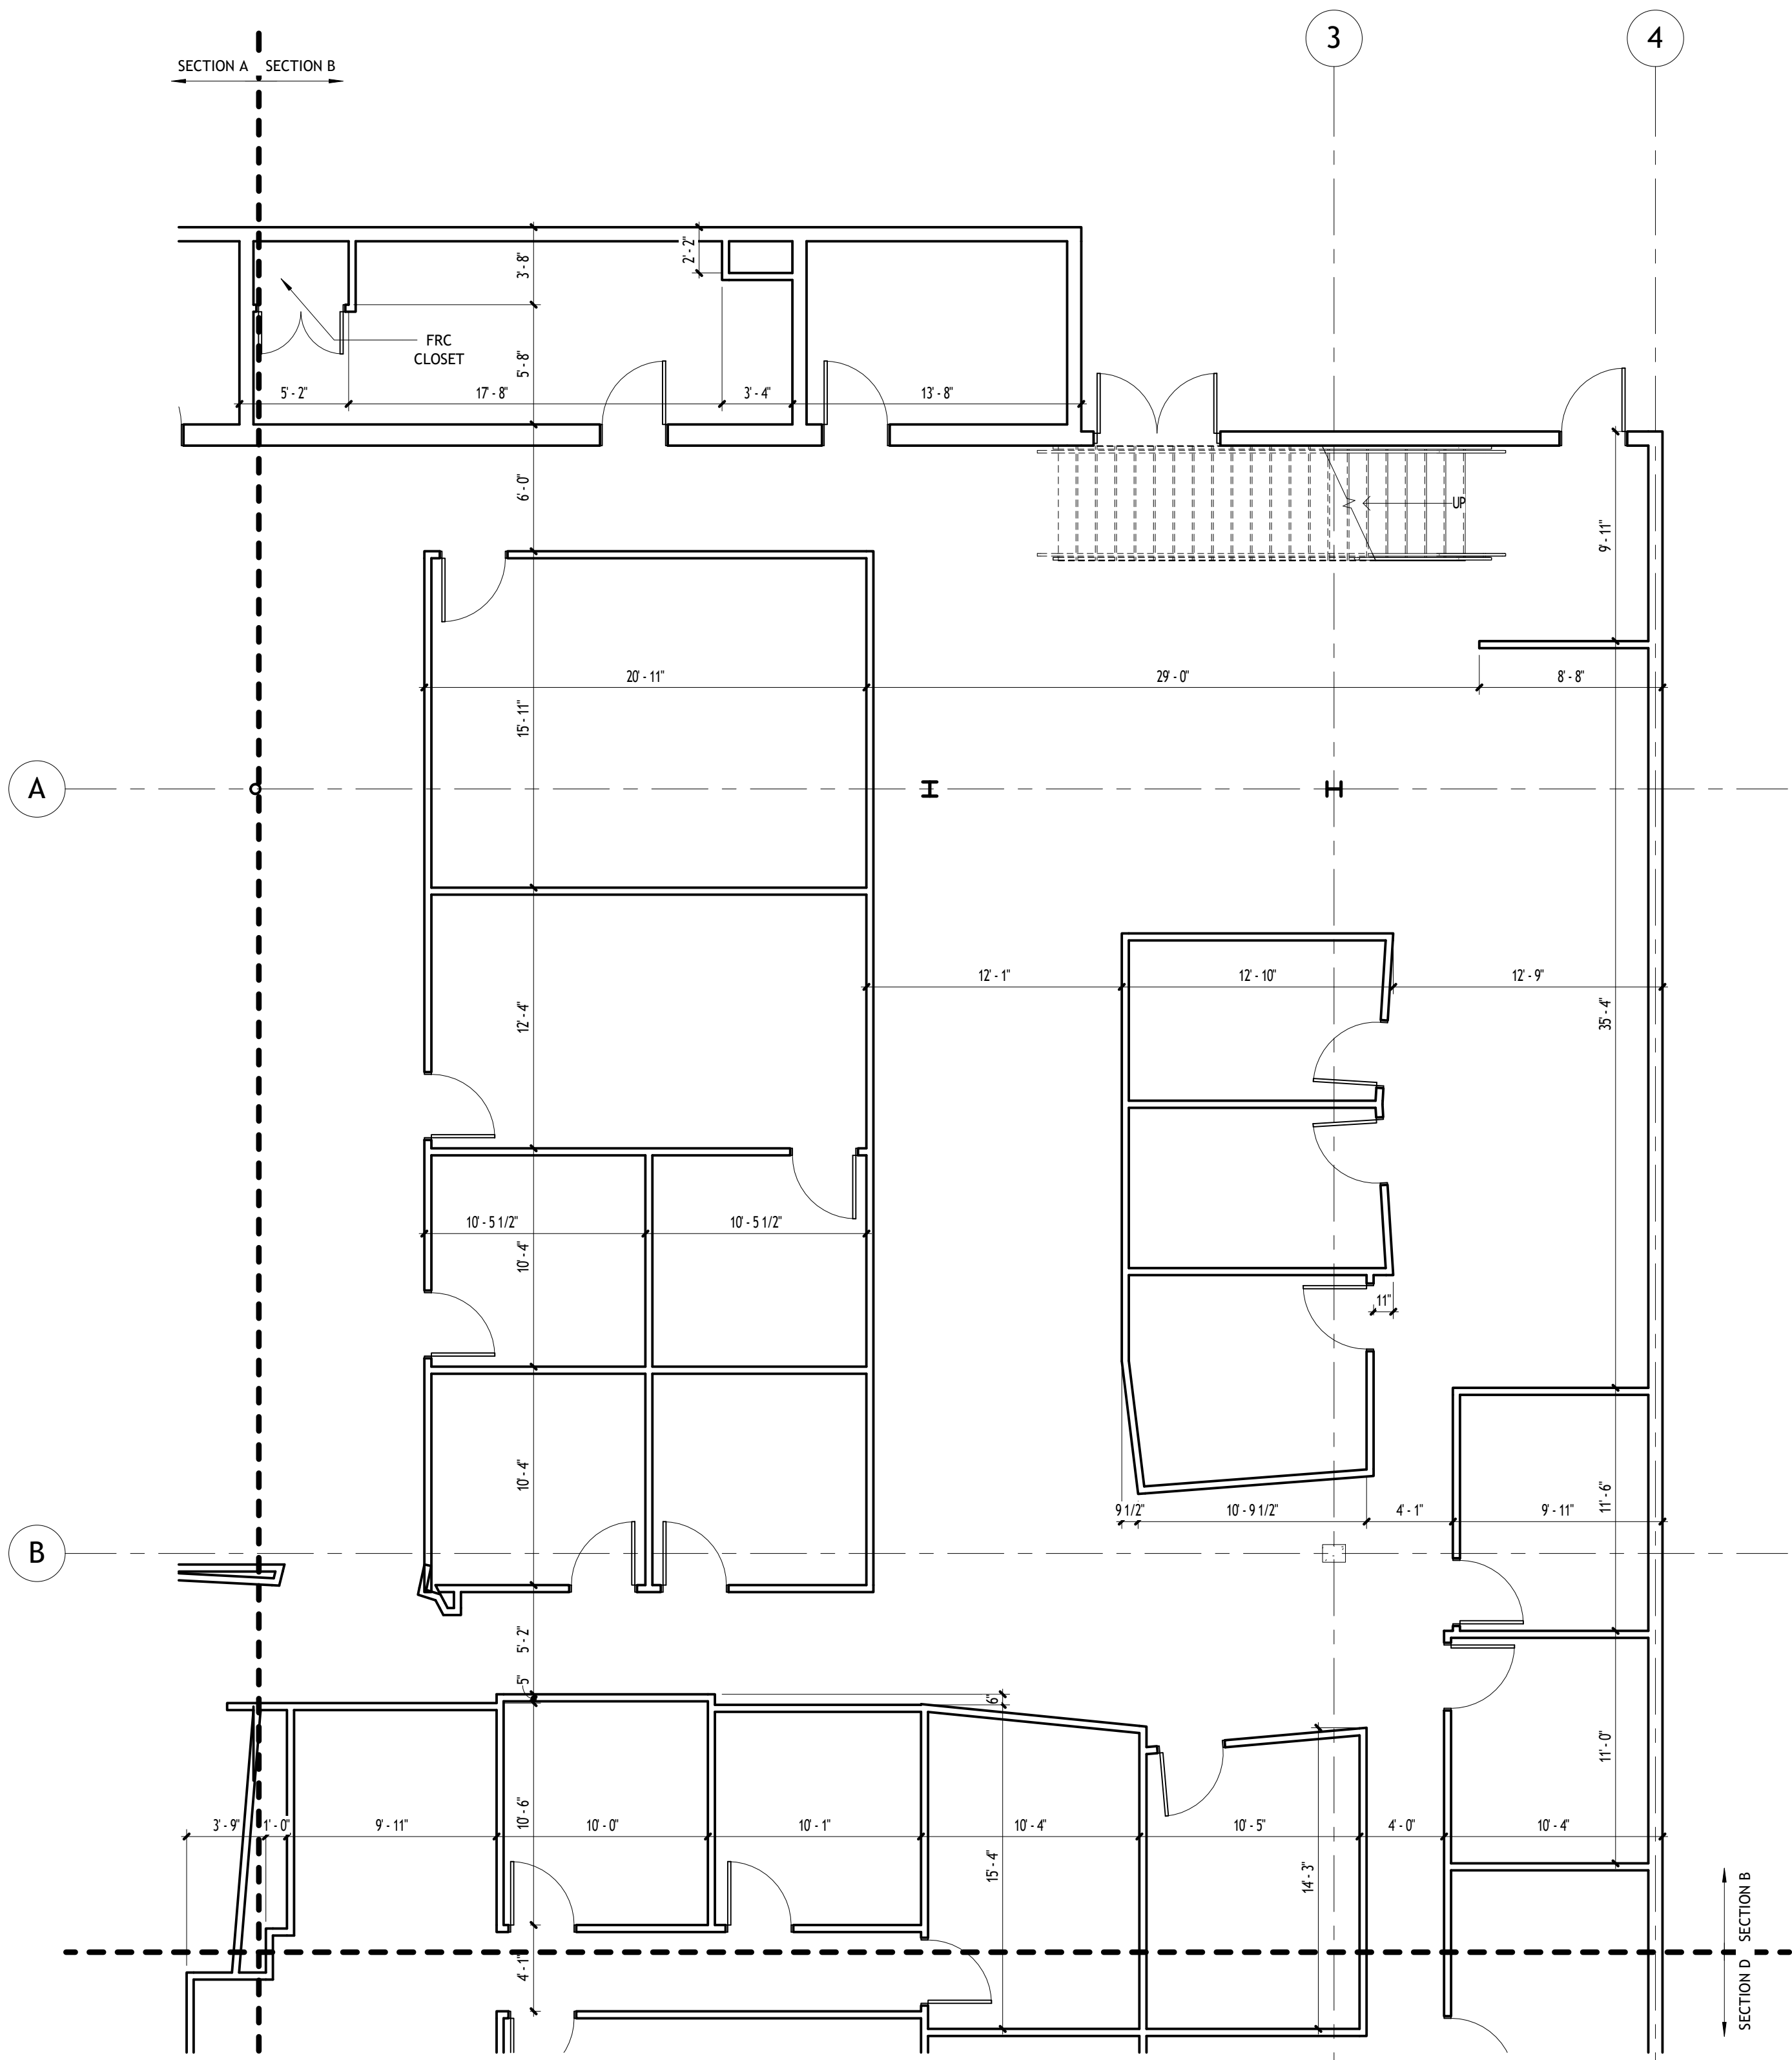 3
4
SECTION A
SECTION B
3' - 8"
2' - 2"
FRC
CLOSET
5' - 8"
5' - 2"
17' - 8"
3' - 4"
13' - 8"
6' - 0"
UP
9' - 11"
20' - 11"
29' - 0"
8' - 8"
15' - 11"
A
12' - 1"
12' - 10"
12' - 9"
12' - 4"
35' - 4"
10' - 5 1/2"
10' - 5 1/2"
10' - 4"
11"
10' - 4"
9 1/2"
10' - 9 1/2"
4' - 1"
9' - 11"
11' - 6"
B
5' - 2"
5"
6"
11' - 0"
10' - 6"
3' - 9"
1' - 0"
9' - 11"
10' - 0"
10' - 1"
10' - 4"
10' - 5"
4' - 0"
10' - 4"
15' - 4"
14' - 3"
4' - 1"
SECTION B
SECTION D